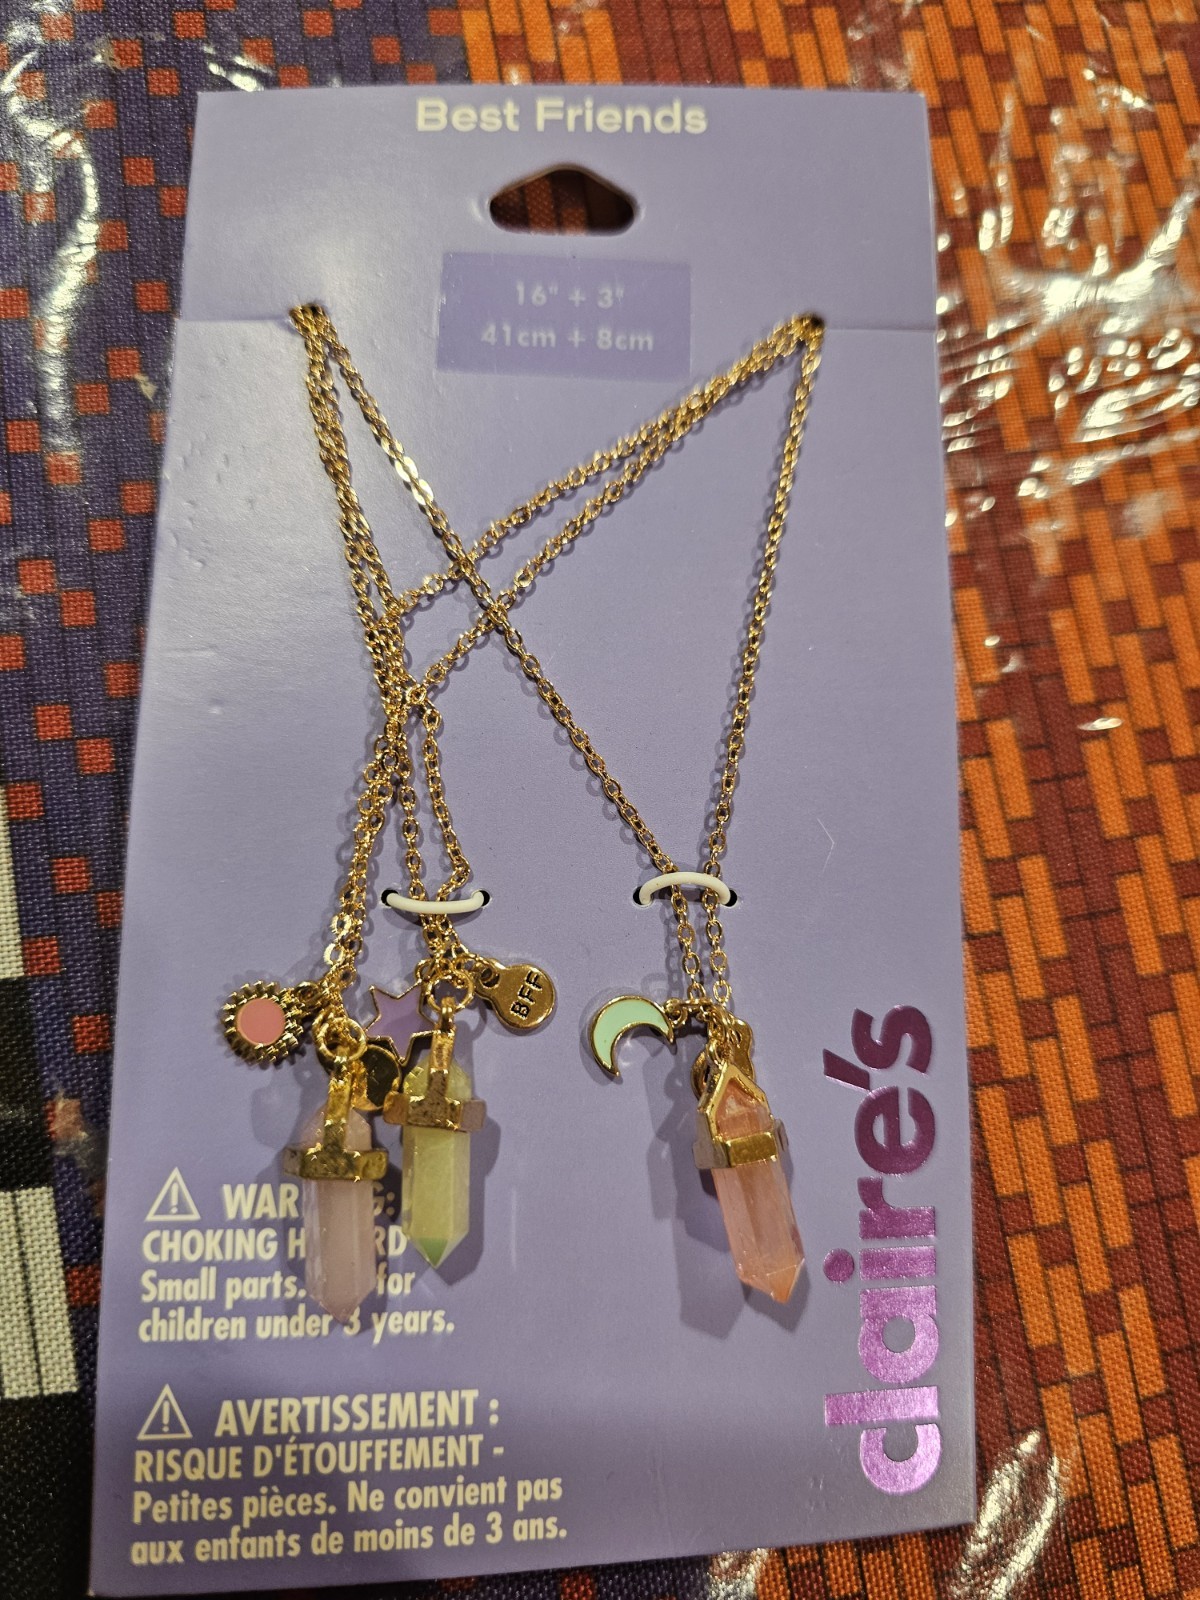 Best Friends
16" + 3"
41cm + 8cm
BFF
claire's
CHOKING
Small parts. for
children under 3 years.
AVERTISSEMENT :
RISQUE D'ÉTOUFFEMENT -
Petites pièces. Ne convient pas
aux enfants de moins de 3 ans.